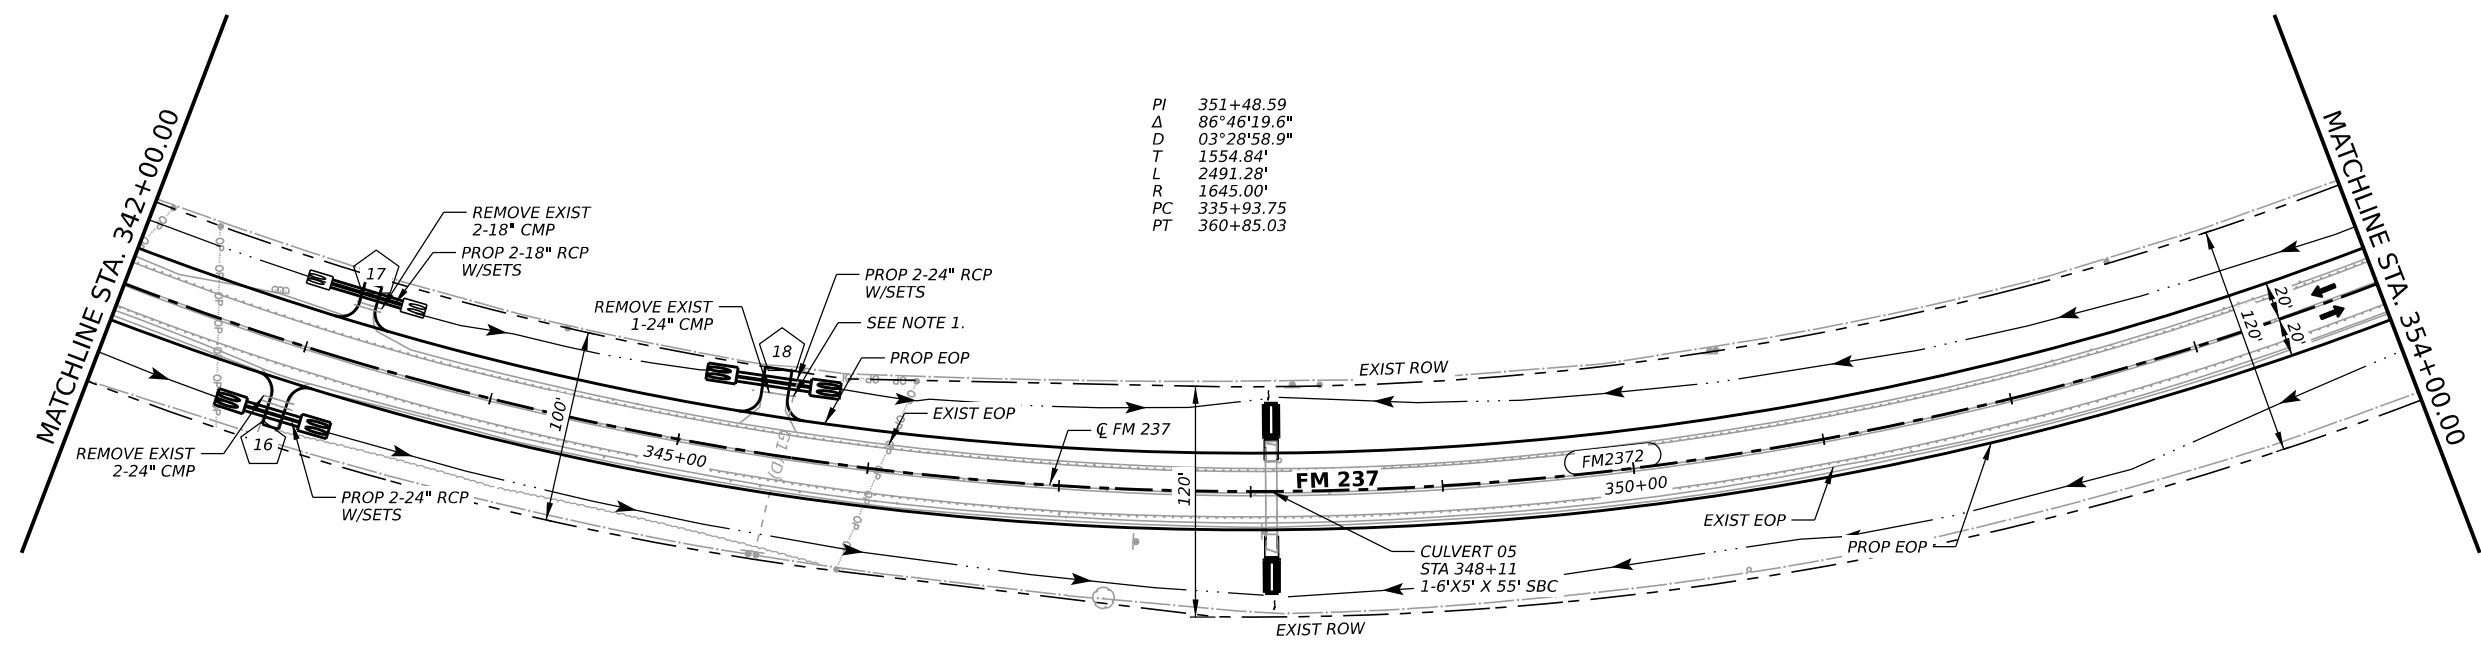 MATCHLINE STA. 342+00.00
PI 351+48.59
Δ 86°46'19.6"
D 03°28'58.9"
T 1554.84'
L 2491.28'
R 1645.00'
PC 335+93.75
PT 360+85.03
MATCHLINE STA. 354+00.00
REMOVE EXIST
2-18" CMP
PROP 2-18" RCP
W/SETS
17
REMOVE EXIST
1-24" CMP
18
PROP 2-24" RCP
W/SETS
SEE NOTE 1.
PROP EOP
EXIST EOP
℄ FM 237
EXIST ROW
20'
20'
120'
100'
REMOVE EXIST
2-24" CMP
16
PROP 2-24" RCP
W/SETS
345+00
G1 (D)
120'
FM 237
FM2372
350+00
EXIST EOP
PROP EOP
CULVERT 05
STA 348+11
1-6'X5' X 55' SBC
EXIST ROW